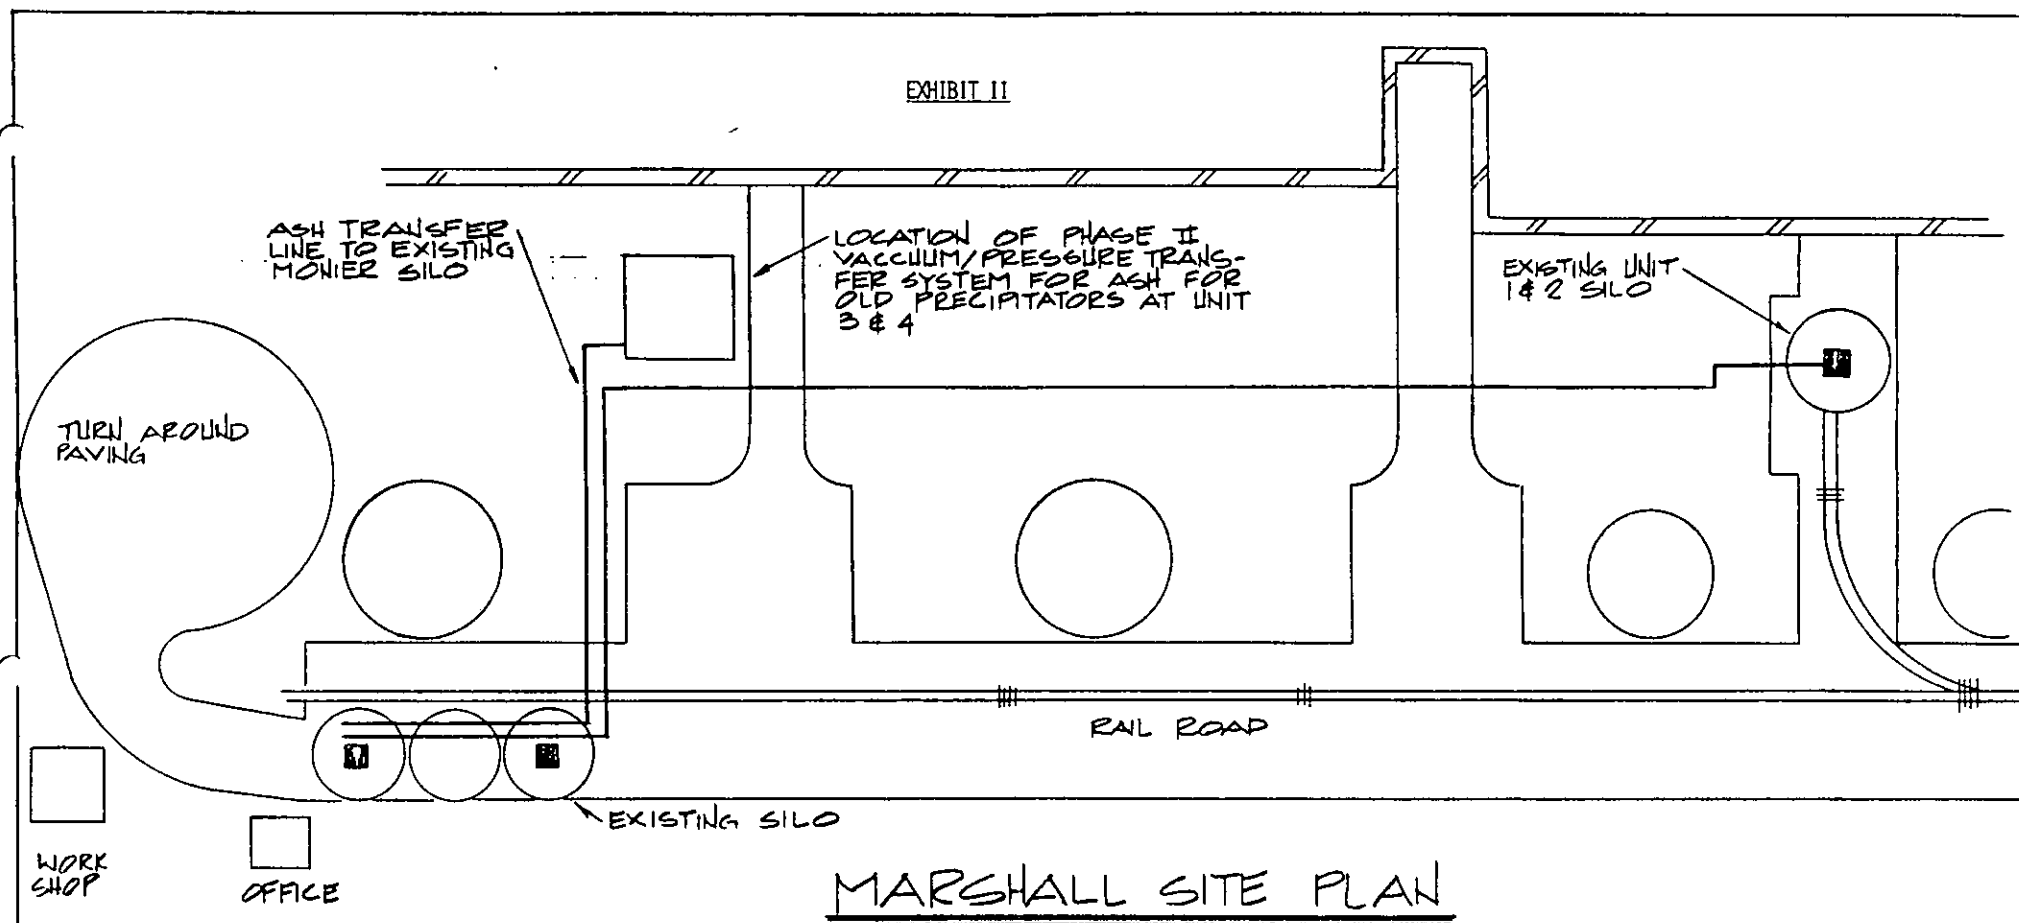 EXHIBIT II
ASH TRANSFER
LINE TO EXISTING
MONIER SILO
LOCATION OF PHASE II
VACCUUM/PRESSURE TRANS-
FER SYSTEM FOR ASH FOR
OLD PRECIPITATORS AT UNIT
3 & 4
EXISTING UNIT
1 & 2 SILO
TURN AROUND
PAVING
RAIL ROAD
EXISTING SILO
WORK
SHOP
OFFICE
MARSHALL SITE PLAN